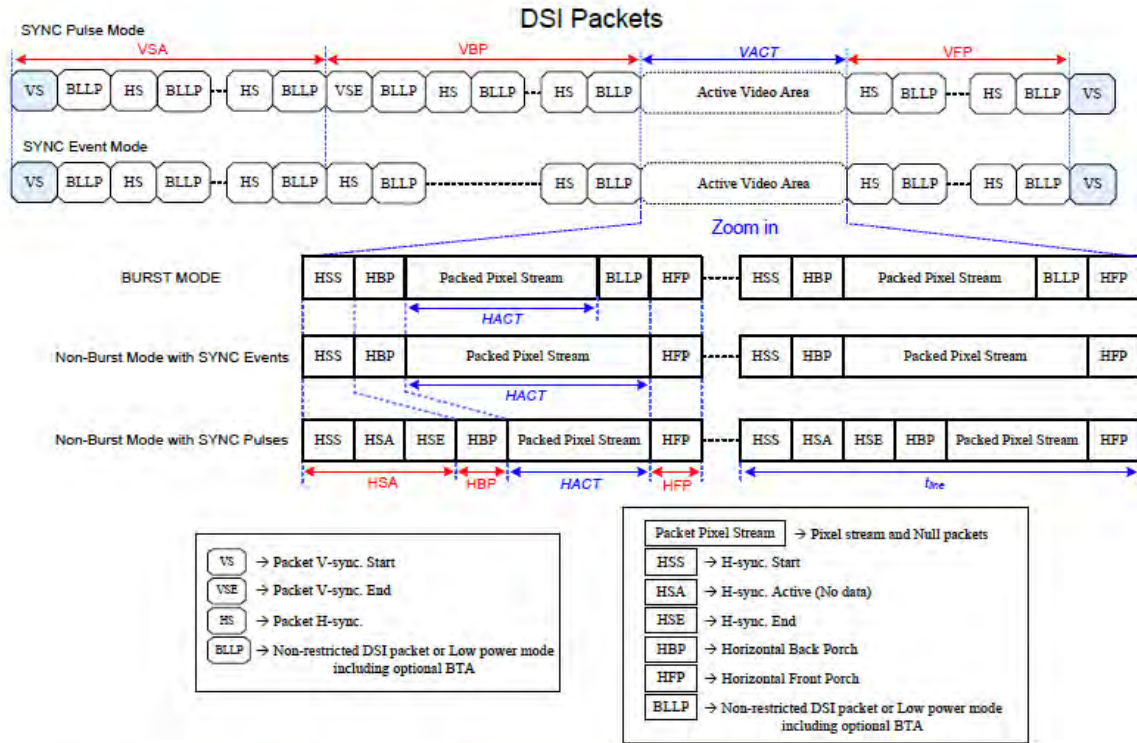 DSI Packets
SYNC Pulse Mode
VSA VBP VACT VFP
VS BLLP HS BLLP HS BLLP VSE BLLP HS BLLP HS BLLP Active Video Area HS BLLP HS BLLP VS
SYNC Event Mode
VS BLLP HS BLLP HS BLLP HS BLLP HS BLLP Active Video Area HS BLLP HS BLLP VS
Zoom in
BURST MODE HSS HBP Packed Pixel Stream BLLP HFP HSS HBP Packed Pixel Stream BLLP HFP
HACT
Non-Burst Mode with SYNC Events HSS HBP Packed Pixel Stream HFP HSS HBP Packed Pixel Stream HFP
HACT
Non-Burst Mode with SYNC Pulses HSS HSA HSE HBP Packed Pixel Stream HFP HSS HSA HSE HBP Packed Pixel Stream HFP
HSA HBP HACT HFP tline
VS → Packet V-sync. Start
VSE → Packet V-sync. End
HS → Packet H-sync.
BLLP → Non-restricted DSI packet or Low power mode
including optional BTA
Packet Pixel Stream → Pixel stream and Null packets
HSS → H-sync. Start
HSA → H-sync. Active (No data)
HSE → H-sync. End
HBP → Horizontal Back Porch
HFP → Horizontal Front Porch
BLLP → Non-restricted DSI packet or Low power mode
including optional BTA